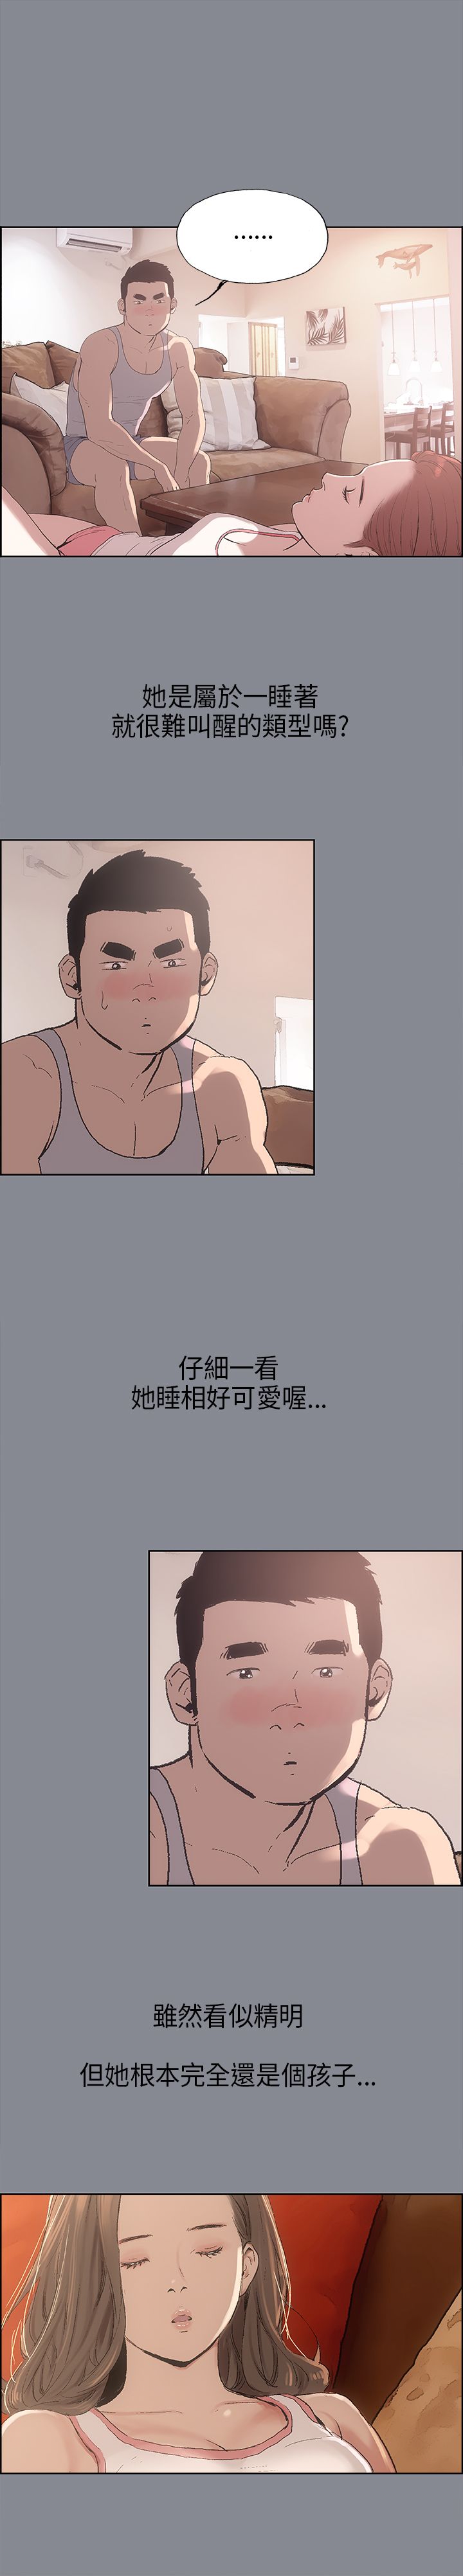 ......
她是屬於一睡著
就很難叫醒的類型嗎?
仔細一看
她睡相好可愛喔...
雖然看似精明
但她根本完全還是個孩子...